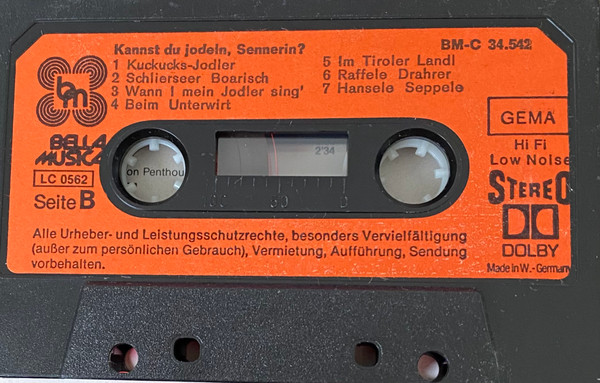 Kannst du jodeln, Sennerin?
BM-C 34.542
1 Kuckucks-Jodler
2 Schlierseer Boarisch
3 Wann I mein Jodler sing'
4 Beim Unterwirt
5 Im Tiroler Landl
6 Raffele Drahrer
7 Hansele Seppele
bm
BELLA
MUSICA
LC 0562
Seite B
on Penthou
2'34
GEMA
Hi Fi
Low Noise
STEREO
DOLBY
Made in W.-Germany
Alle Urheber- und Leistungsschutzrechte, besonders Vervielfältigung
(außer zum persönlichen Gebrauch), Vermietung, Aufführung, Sendung
vorbehalten.